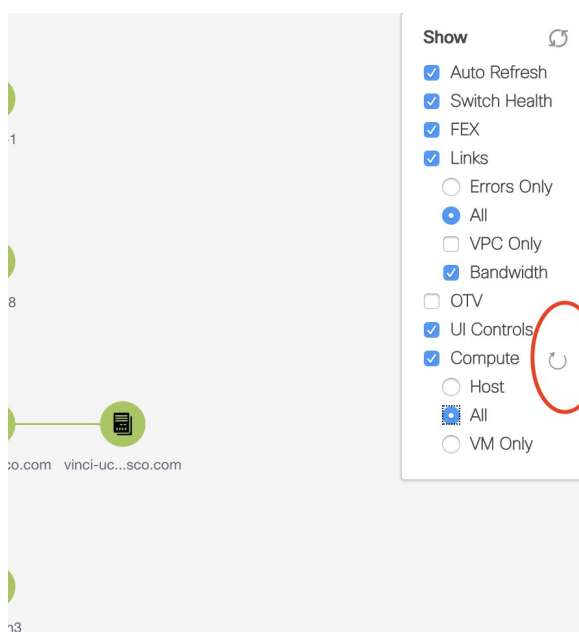 Show
Auto Refresh
Switch Health
FEX
Links
Errors Only
All
VPC Only
Bandwidth
OTV
UI Controls
Compute
Host
All
VM Only
-1
8
co.com vinci-uc...sco.com
n3